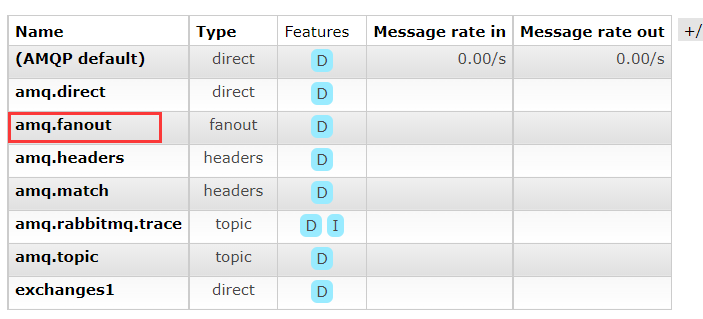 Name Type Features Message rate in Message rate out +/
(AMQP default) direct D 0.00/s 0.00/s
amq.direct direct D
amq.fanout fanout D
amq.headers headers D
amq.match headers D
amq.rabbitmq.trace topic D I
amq.topic topic D
exchanges1 direct D